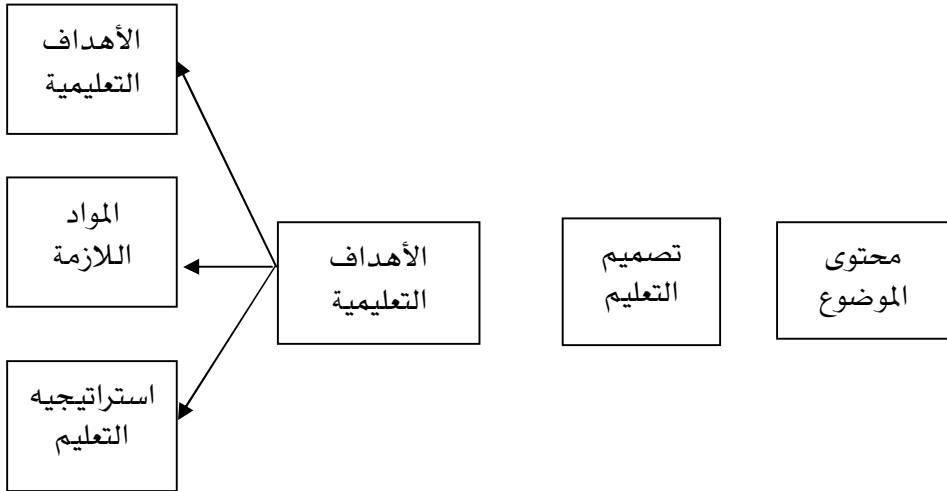 محتوى
الموضوع
تصميم
التعليم
الأهداف
التعليمية
الأهداف
التعليمية
المواد
اللازمة
استراتيجيه
التعليم